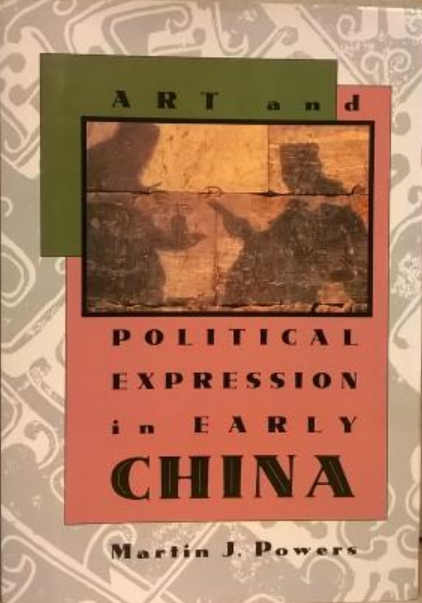 ART and
POLITICAL
EXPRESSION
in EARLY
CHINA
Martin J. Powers